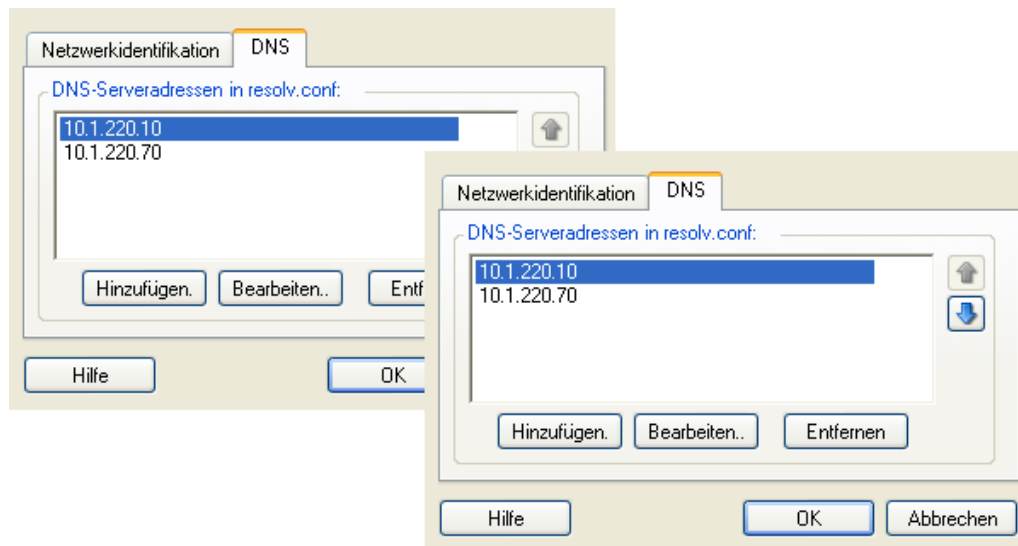 Netzwerkidentifikation DNS
DNS-Serveradressen in resolv.conf:
10.1.220.10
10.1.220.70
Hinzufügen. Bearbeiten.. Entf
Hilfe OK
Netzwerkidentifikation DNS
DNS-Serveradressen in resolv.conf:
10.1.220.10
10.1.220.70
Hinzufügen. Bearbeiten.. Entfernen
Hilfe OK Abbrechen